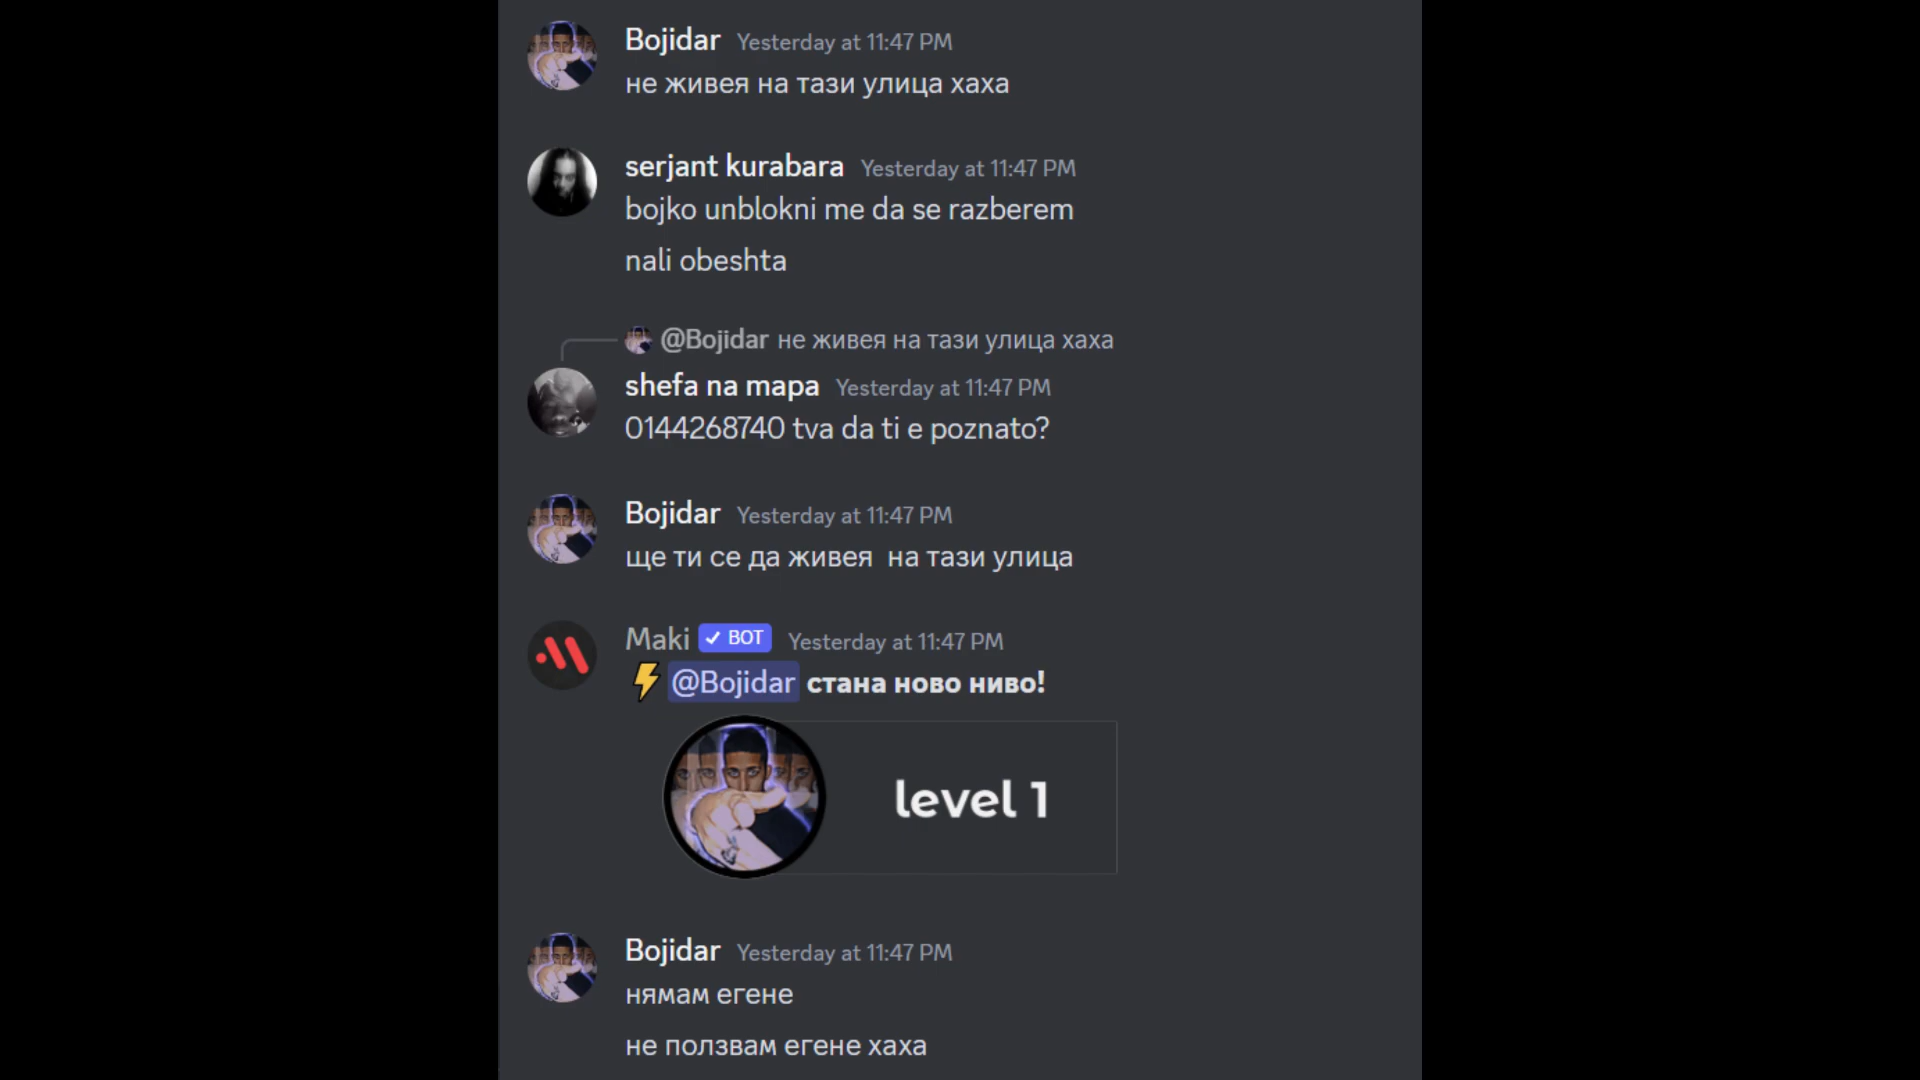 Bojidar Yesterday at 11:47 PM
не живея на тази улица хаха
serjant kurabara Yesterday at 11:47 PM
bojko unblokni me da se razberem
nali obeshta
@Bojidar не живея на тази улица хаха
shefa na mapa Yesterday at 11:47 PM
0144268740 tva da ti e poznato?
Bojidar Yesterday at 11:47 PM
ще ти се да живея на тази улица
Maki BOT Yesterday at 11:47 PM
@Bojidar стана ново ниво!
level 1
Bojidar Yesterday at 11:47 PM
нямам егене
не ползвам егене хаха